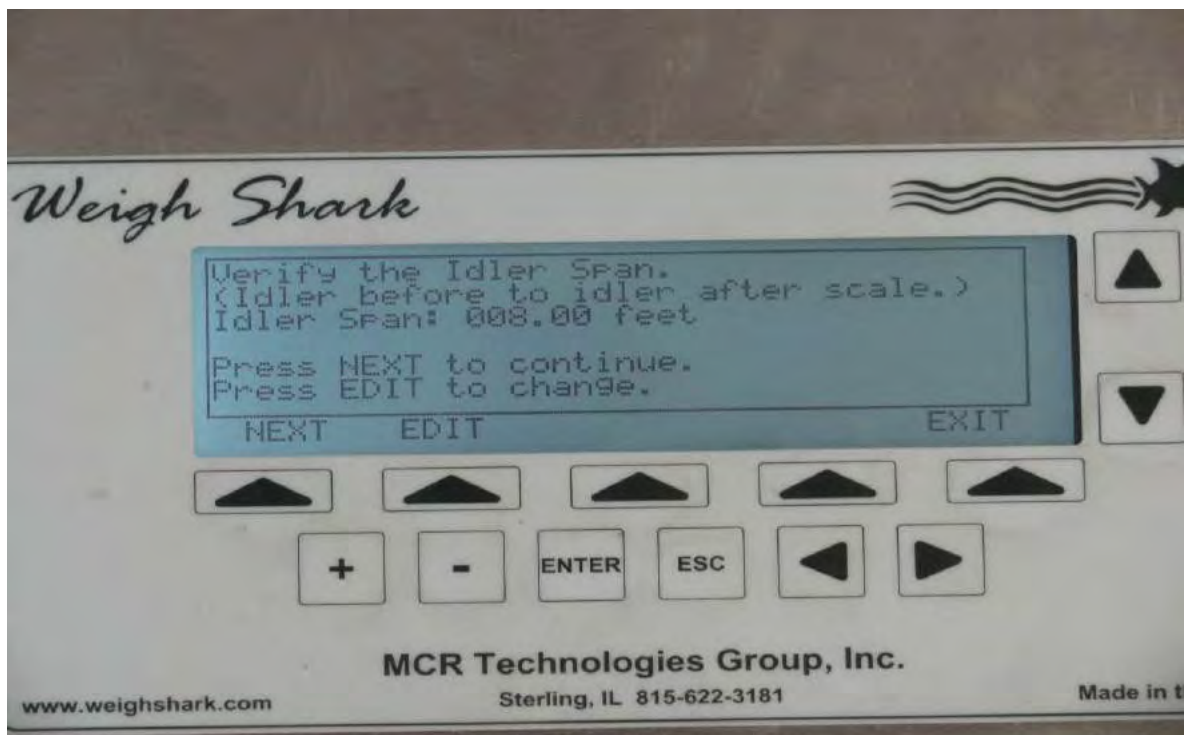 Weigh Shark
Verify the Idler Span.
(Idler before to idler after scale.)
Idler Span: 008.00 feet
Press NEXT to continue.
Press EDIT to change.
NEXT EDIT EXIT
+ - ENTER ESC
MCR Technologies Group, Inc.
Sterling, IL 815-622-3181
www.weighshark.com
Made in